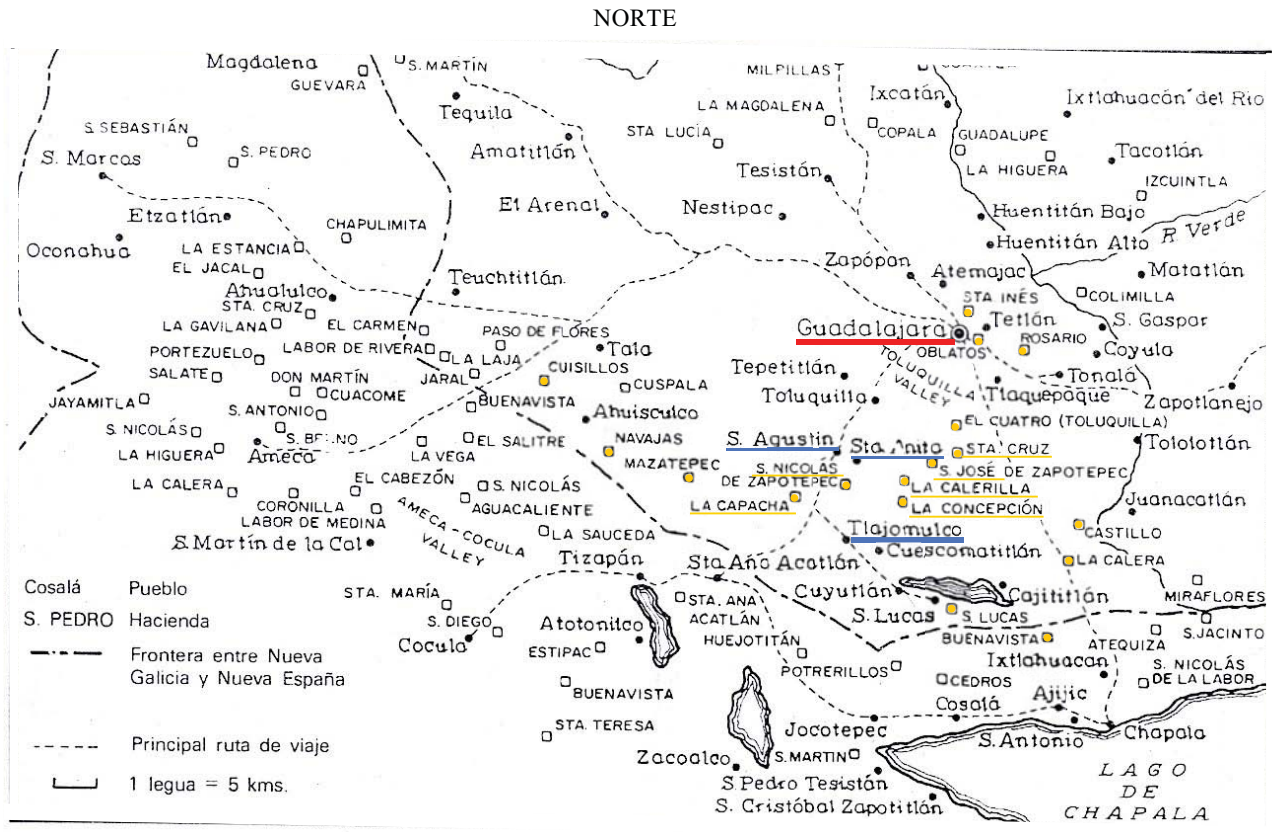 NORTE
Magdalena
GUEVARA
S. MARTÍN
MILPILLAS
Tequila
LA MAGDALENA
Ixcatán
Ixtlahuacán del Rio
S. SEBASTIÁN
STA. LUCÍA
COPALA
GUADALUPE
S. Marcos
S. PEDRO
Amatitlán
Tesistán
LA HIGUERA
Tacotlán
IZCUINTLA
Etzatlán
CHAPULIMITA
El Arenal
Nestipac
Huentitán Bajo
R. Verde
Oconahua
LA ESTANCIA
Huentitán Alto
EL JACAL
Teuchtitlán
Zapópan
Atemajac
Matatlán
Ahualulco
STA. CRUZ
STA. INÉS
COLIMILLA
LA GAVILANA
EL CARMEN
PASO DE FLORES
Guadalajara
Tetlán
S. Gaspar
PORTEZUELO
LABOR DE RIVERA
LA LAJA
Tala
OBLATOS
ROSARIO
Coyula
SALATE
DON MARTÍN
JARAL
CUISILLOS
Tepetitlán
TOLUQUILLA
VALLEY
Tonalá
CUACOME
CUSPALA
Tlaquepaque
JAYAMITLA
S. ANTONIO
BUENAVISTA
Ahuisculco
Toluquilla
Zapotlanejo
S. NICOLÁS
Ameca
EL SALITRE
NAVAJAS
S. Agustin
Sta. Anita
EL CUATRO (TOLUQUILLA)
Tololotlán
LA HIGUERA
LA VEGA
MAZATEPEC
S. NICOLÁS
DE ZAPOTEPEC
STA. CRUZ
S. JOSÉ DE ZAPOTEPEC
LA CALERA
EL CABEZÓN
S. NICOLÁS
LA CAPACHA
LA CALERILLA
CORONILLA
AGUACALIENTE
LA CONCEPCIÓN
Juanacatlán
LABOR DE MEDINA
AMECA-COCULA
VALLEY
LA SAUCEDA
Tlajomulco
CASTILLO
S. Martín de la Cal
Tizapán
Sta Año Acatlán
Cuescomatitlán
LA CALERA
Cosalá Pueblo
STA. MARÍA
STA. ANA
ACATLÁN
Cuyutlán
Cajititlán
MIRAFLORES
S. PEDRO Hacienda
S. DIEGO
Atotonilco
HUEJOTITÁN
S. Lucas
S. LUCAS
S. JACINTO
Cocula
ESTIPAC
BUENAVISTA
ATEQUIZA
Frontera entre Nueva
Galicia y Nueva España
POTRERILLOS
Ixtlahuacan
S. NICOLÁS
DE LA LABOR
BUENAVISTA
CEDROS
Ajijic
STA. TERESA
Cosalá
Principal ruta de viaje
Jocotepec
S. Antonio
Chapala
Zacoalco
S. MARTIN
1 legua = 5 kms.
S. Pedro Tesistán
S. Cristóbal Zapotitlán
LAGO
DE
CHAPALA